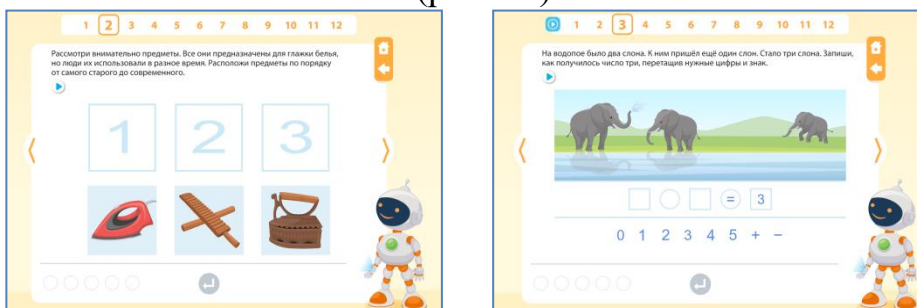 1 2 3 4 5 6 7 8 9 10 11 12
Рассмотри внимательно предметы. Все они предназначены для глажки белья,
но люди их использовали в разное время. Расположи предметы по порядку
от самого старого до современного.
1 2 3
1 2 3 4 5 6 7 8 9 10 11 12
На водопое было два слона. К ним пришёл ещё один слон. Стало три слона. Запиши,
как получилось число три, перетащив нужные цифры и знак.
= 3
0 1 2 3 4 5 + −